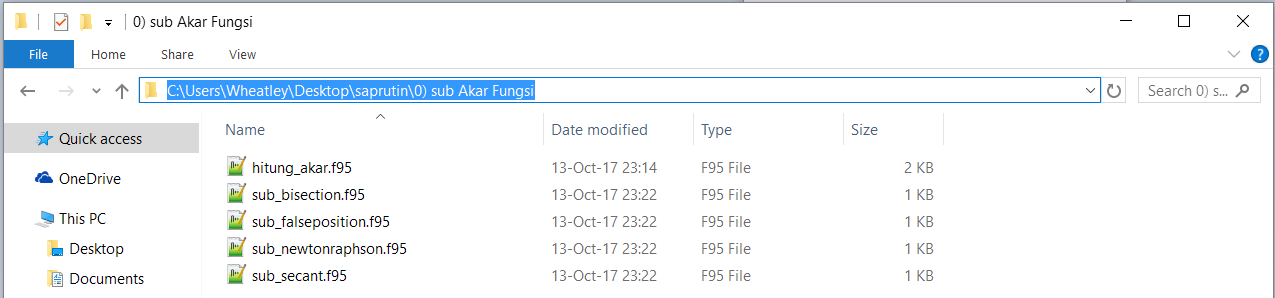 0) sub Akar Fungsi
File Home Share View
C:\Users\Wheatley\Desktop\saprutin\0) sub Akar Fungsi Search 0) s...
Name Date modified Type Size
Quick access
OneDrive
This PC
Desktop
Documents
hitung_akar.f95 13-Oct-17 23:14 F95 File 2 KB
sub_bisection.f95 13-Oct-17 23:22 F95 File 1 KB
sub_falseposition.f95 13-Oct-17 23:22 F95 File 1 KB
sub_newtonraphson.f95 13-Oct-17 23:22 F95 File 1 KB
sub_secant.f95 13-Oct-17 23:22 F95 File 1 KB